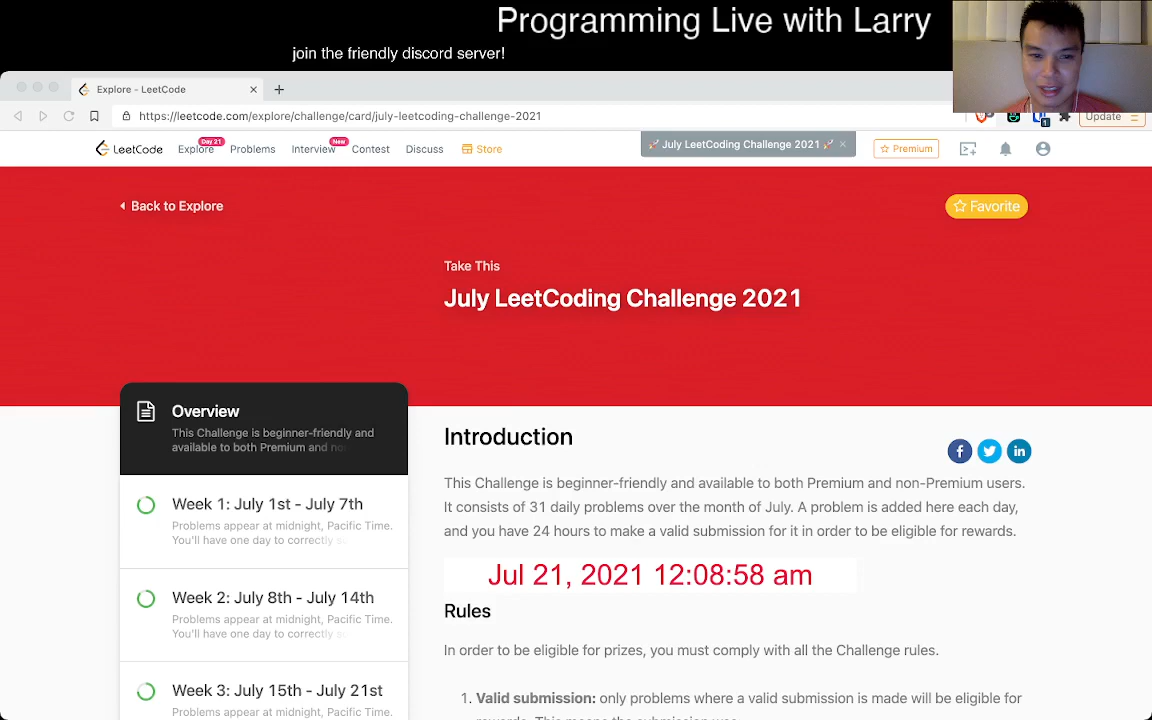 Programming Live with Larry
join the friendly discord server!
Explore - LeetCode
https://leetcode.com/explore/challenge/card/july-leetcoding-challenge-2021
Update
LeetCode
Explore
Day 21
Problems
Interview
New
Contest
Discuss
Store
July LeetCoding Challenge 2021
Premium
Back to Explore
Favorite
Take This
July LeetCoding Challenge 2021
Overview
This Challenge is beginner-friendly and
available to both Premium and non
Week 1: July 1st - July 7th
Problems appear at midnight, Pacific Time.
You'll have one day to correctly
Week 2: July 8th - July 14th
Problems appear at midnight, Pacific Time.
You'll have one day to correctly
Week 3: July 15th - July 21st
Problems appear at midnight, Pacific Time.
Introduction
This Challenge is beginner-friendly and available to both Premium and non-Premium users.
It consists of 31 daily problems over the month of July. A problem is added here each day,
and you have 24 hours to make a valid submission for it in order to be eligible for rewards.
Jul 21, 2021 12:08:58 am
Rules
In order to be eligible for prizes, you must comply with all the Challenge rules.
1. Valid submission: only problems where a valid submission is made will be eligible for